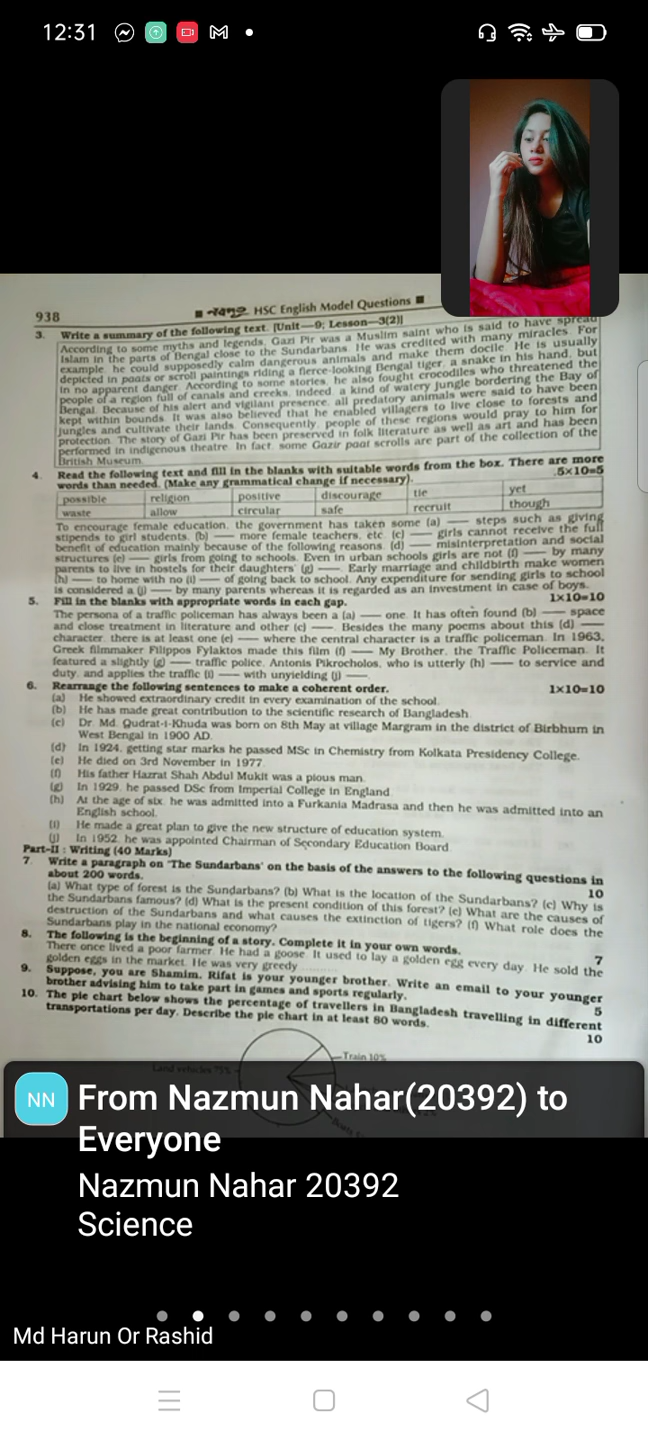 12:31
938
নবদূত HSC English Model Questions
3. Write a summary of the following text. [Unit—9; Lesson—3(2)]
According to some myths and legends, Gazi Pir was a Muslim saint who is said to have spread
Islam in the parts of Bengal close to the Sundarbans. He was credited with many miracles. For
example, he could supposedly calm dangerous animals and make them docile. He is usually
depicted in paats or scroll paintings riding a fierce-looking Bengal tiger, a snake in his hand, but
in no apparent danger. According to some stories, he also fought crocodiles who threatened the
people of a region full of canals and creeks, indeed, a kind of watery jungle bordering the Bay of
Bengal. Because of his alert and vigilant presence, all predatory animals were said to have been
kept within bounds. It was also believed that he enabled villagers to live close to forests and
jungles and cultivate their lands. Consequently, people of these regions would pray to him for
protection. The story of Gazi Pir has been preserved in folk literature as well as art and has been
performed in indigenous theatre. In fact, some Gazir paat scrolls are part of the collection of the
British Museum.
4. Read the following text and fill in the blanks with suitable words from the box. There are more
words than needed. (Make any grammatical change if necessary). .5×10=5
possible religion positive discourage tie yet
waste allow circular safe recruit though
To encourage female education, the government has taken some (a) — steps such as giving
stipends to girl students, (b) — more female teachers, etc. (c) — girls cannot receive the full
benefit of education mainly because of the following reasons. (d) — misinterpretation and social
structures (e) — girls from going to schools. Even in urban schools girls are not (f) — by many
parents to live in hostels for their daughters' (g) —. Early marriage and childbirth make women
(h) — to home with no (i) — of going back to school. Any expenditure for sending girls to school
is considered a (j) — by many parents whereas it is regarded as an investment in case of boys.
5. Fill in the blanks with appropriate words in each gap. 1×10=10
The persona of a traffic policeman has always been a (a) — one. It has often found (b) — space
and close treatment in literature and other (c) —. Besides the many poems about this (d) —
character, there is at least one (e) — where the central character is a traffic policeman. In 1963,
Greek filmmaker Filippos Fylaktos made this film (f) — My Brother, the Traffic Policeman. It
featured a slightly (g) — traffic police, Antonis Pikrocholos, who is utterly (h) — to service and
duty, and applies the traffic (i) — with unyielding (j) —.
6. Rearrange the following sentences to make a coherent order. 1×10=10
(a) He showed extraordinary credit in every examination of the school.
(b) He has made great contribution to the scientific research of Bangladesh.
(c) Dr. Md. Qudrat-i-Khuda was born on 8th May at village Margram in the district of Birbhum in
West Bengal in 1900 AD.
(d) In 1924, getting star marks he passed MSc in Chemistry from Kolkata Presidency College.
(e) He died on 3rd November in 1977.
(f) His father Hazrat Shah Abdul Mukit was a pious man.
(g) In 1929, he passed DSc from Imperial College in England.
(h) At the age of six, he was admitted into a Furkania Madrasa and then he was admitted into an
English school.
(i) He made a great plan to give the new structure of education system.
(j) In 1952, he was appointed Chairman of Secondary Education Board.
Part-II : Writing (40 Marks)
7. Write a paragraph on 'The Sundarbans' on the basis of the answers to the following questions in
about 200 words. 10
(a) What type of forest is the Sundarbans? (b) What is the location of the Sundarbans? (c) Why is
the Sundarbans famous? (d) What is the present condition of this forest? (e) What are the causes of
destruction of the Sundarbans and what causes the extinction of tigers? (f) What role does the
Sundarbans play in the national economy?
8. The following is the beginning of a story. Complete it in your own words. 7
There once lived a poor farmer. He had a goose. It used to lay a golden egg every day. He sold the
golden eggs in the market. He was very greedy ..........
9. Suppose, you are Shamim. Rifat is your younger brother. Write an email to your younger
brother advising him to take part in games and sports regularly. 5
10. The pie chart below shows the percentage of travellers in Bangladesh travelling in different
transportations per day. Describe the pie chart in at least 80 words. 10
Train 10%
Land vehicles 75%
NN
From Nazmun Nahar(20392) to
Everyone
Nazmun Nahar 20392
Science
Md Harun Or Rashid